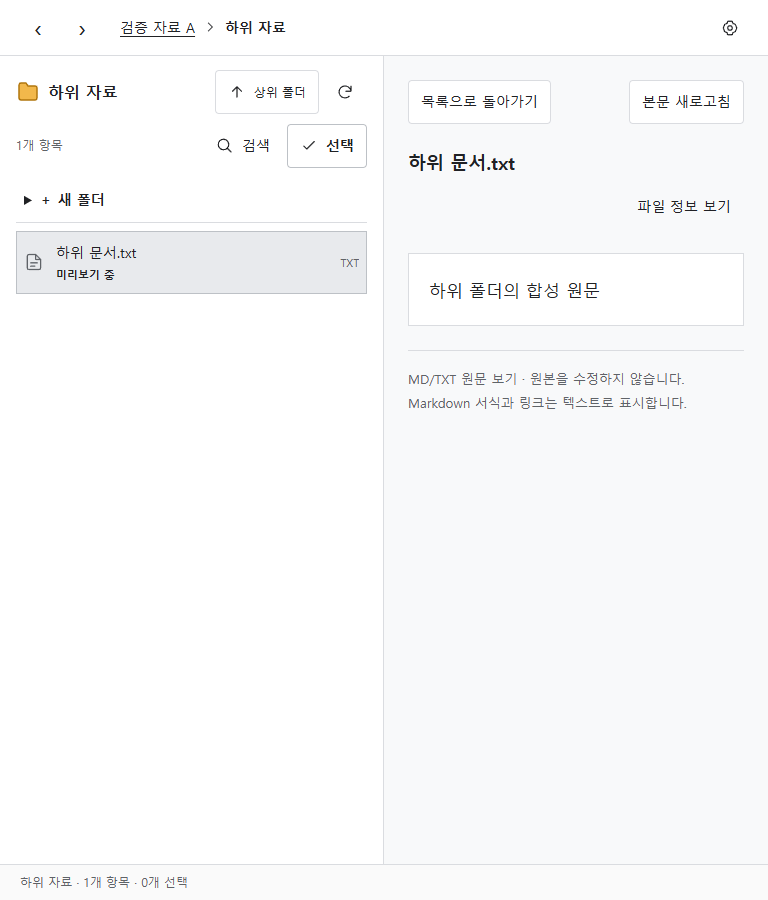 검증 자료 A > 하위 자료
하위 자료
상위 폴더
1개 항목
검색
선택
+ 새 폴더
하위 문서.txt
미리보기 중
TXT
목록으로 돌아가기
본문 새로고침
하위 문서.txt
파일 정보 보기
하위 폴더의 합성 원문
MD/TXT 원문 보기 · 원본을 수정하지 않습니다.
Markdown 서식과 링크는 텍스트로 표시합니다.
하위 자료 · 1개 항목 · 0개 선택